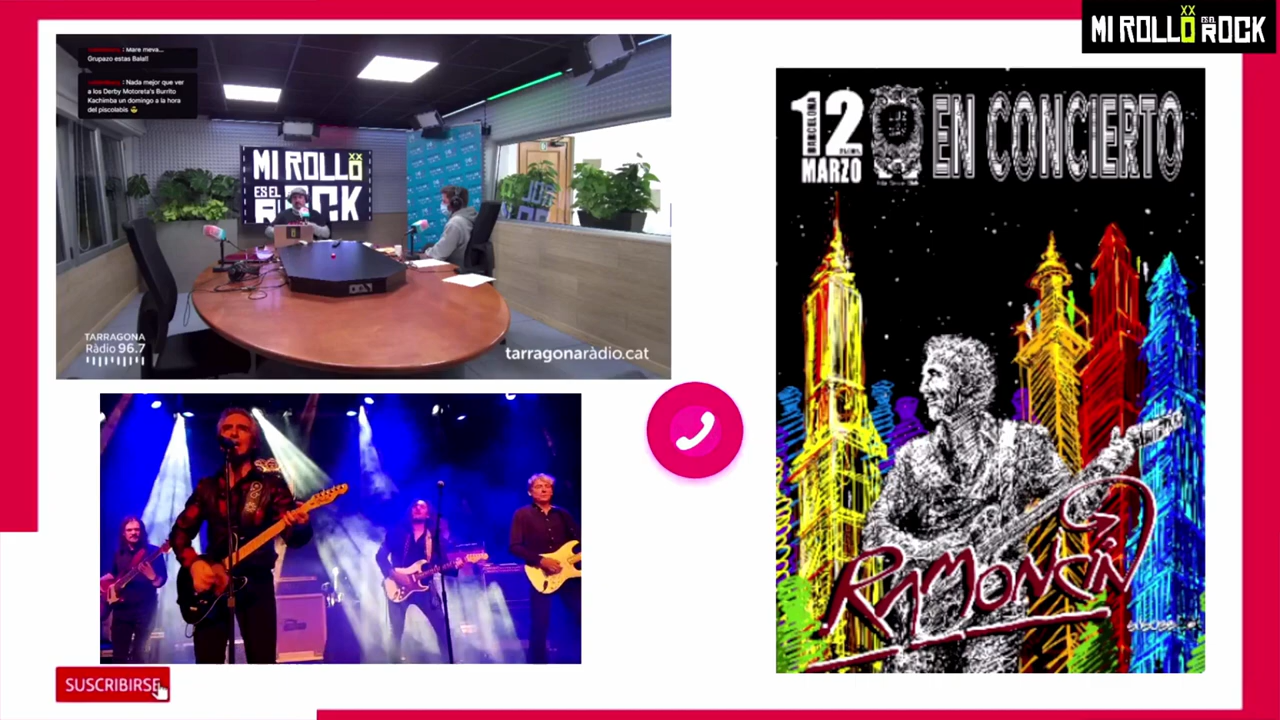 MI ROLLO ES EL ROCK
: Mare meva...
Grupazo estas Bala!!
: Nada mejor que ver
a los Derby Motoreta's Burrito
Kachimba un domingo a la hora
del piscolabis
MI ROLLO
ES EL
ROCK
TARRAGONA
Ràdio 96.7
tarragonaràdio.cat
BARCELONA
12
MARZO
EN CONCIERTO
RAMONCÍN
SUSCRIBIRSE